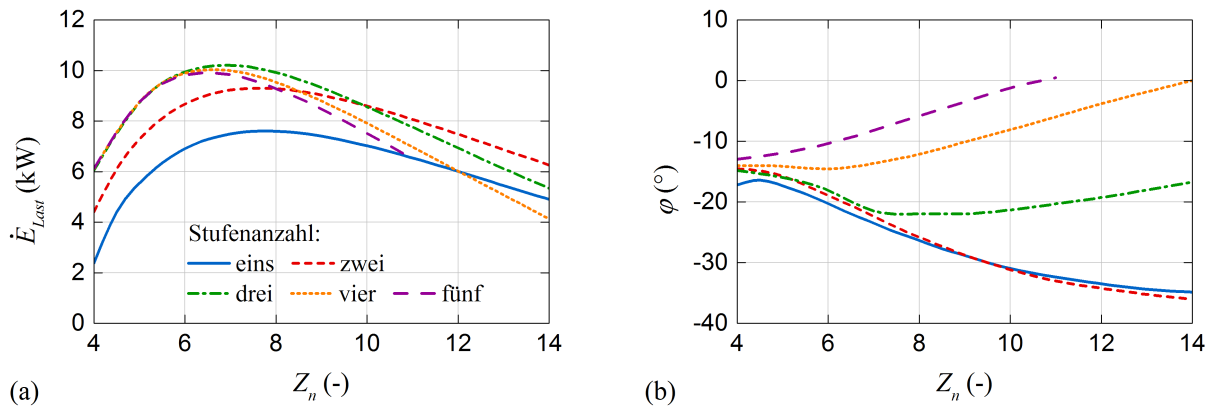 12
10
8
6
4
2
0
Ė_Last (kW)
Stufenanzahl:
eins zwei
drei vier fünf
4 6 8 10 12 14
Z_n (-)
(a)
10
0
-10
-20
-30
-40
φ (°)
4 6 8 10 12 14
Z_n (-)
(b)